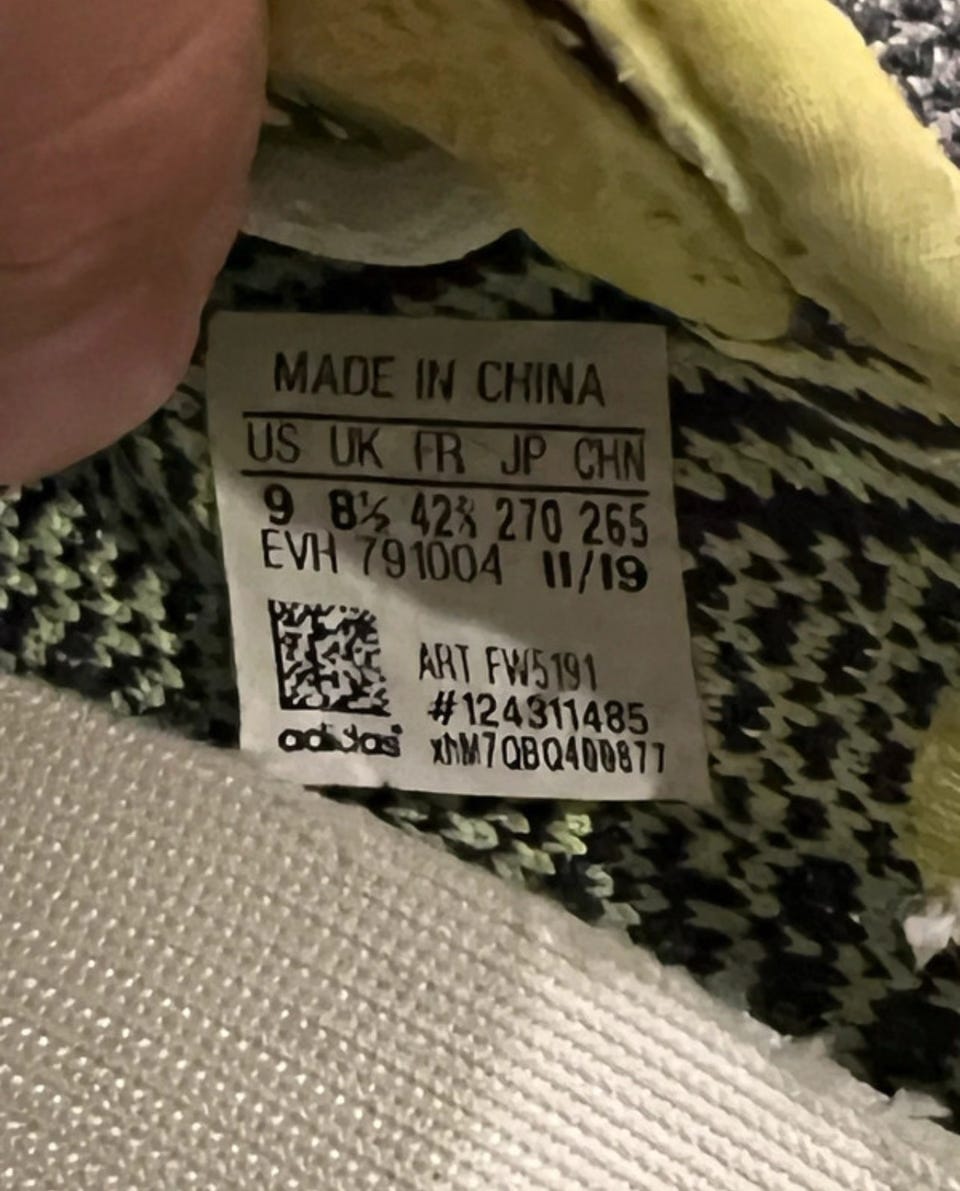 MADE IN CHINA
US UK FR JP CHN
9 8½ 42⅔ 270 265
EVH 791004 11/19
ART FW5191
#124311485
adidas xhM7QBQ400877